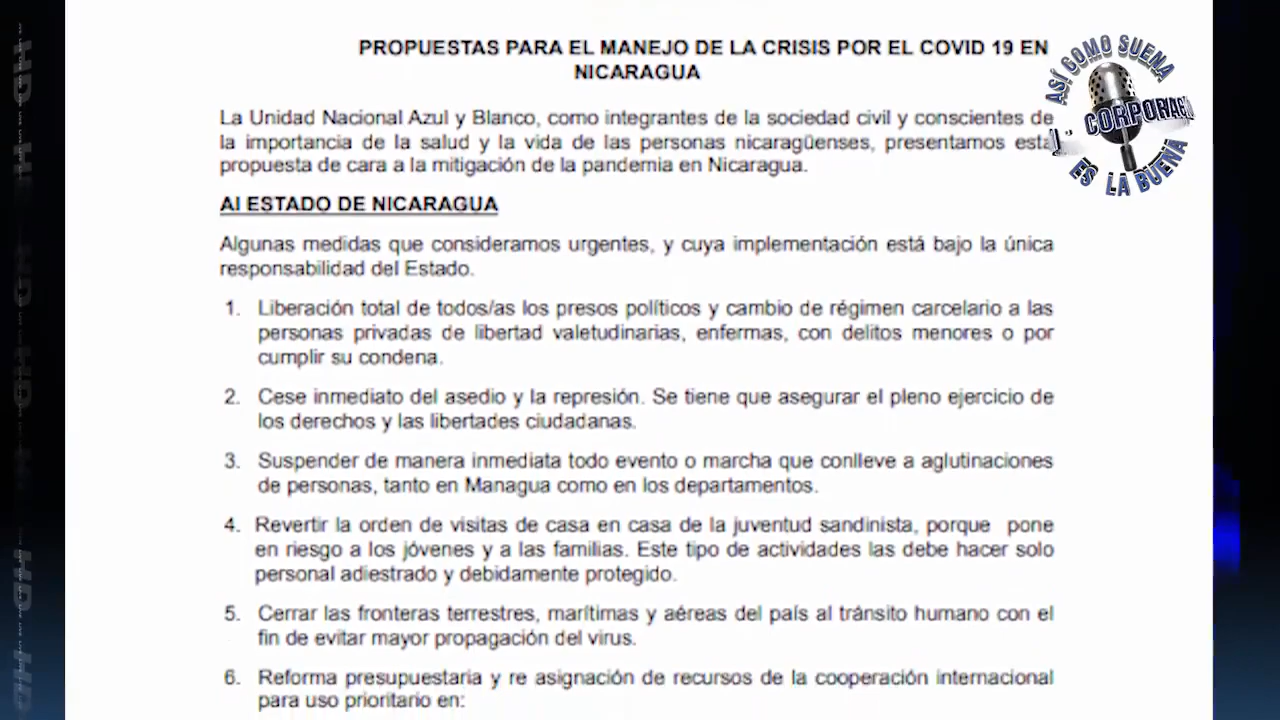 PROPUESTAS PARA EL MANEJO DE LA CRISIS POR EL COVID 19 EN
NICARAGUA
La Unidad Nacional Azul y Blanco, como integrantes de la sociedad civil y conscientes de
la importancia de la salud y la vida de las personas nicaragüenses, presentamos esta
propuesta de cara a la mitigación de la pandemia en Nicaragua.
Al ESTADO DE NICARAGUA
Algunas medidas que consideramos urgentes, y cuya implementación está bajo la única
responsabilidad del Estado.
1. Liberación total de todos/as los presos políticos y cambio de régimen carcelario a las
personas privadas de libertad valetudinarias, enfermas, con delitos menores o por
cumplir su condena.
2. Cese inmediato del asedio y la represión. Se tiene que asegurar el pleno ejercicio de
los derechos y las libertades ciudadanas.
3. Suspender de manera inmediata todo evento o marcha que conlleve a aglutinaciones
de personas, tanto en Managua como en los departamentos.
4. Revertir la orden de visitas de casa en casa de la juventud sandinista, porque pone
en riesgo a los jóvenes y a las familias. Este tipo de actividades las debe hacer solo
personal adiestrado y debidamente protegido.
5. Cerrar las fronteras terrestres, marítimas y aéreas del país al tránsito humano con el
fin de evitar mayor propagación del virus.
6. Reforma presupuestaria y re asignación de recursos de la cooperación internacional
para uso prioritario en:
ASÍ COMO SUENA
CORPORA
ES LA BUENA
HD
HD
HD
HD